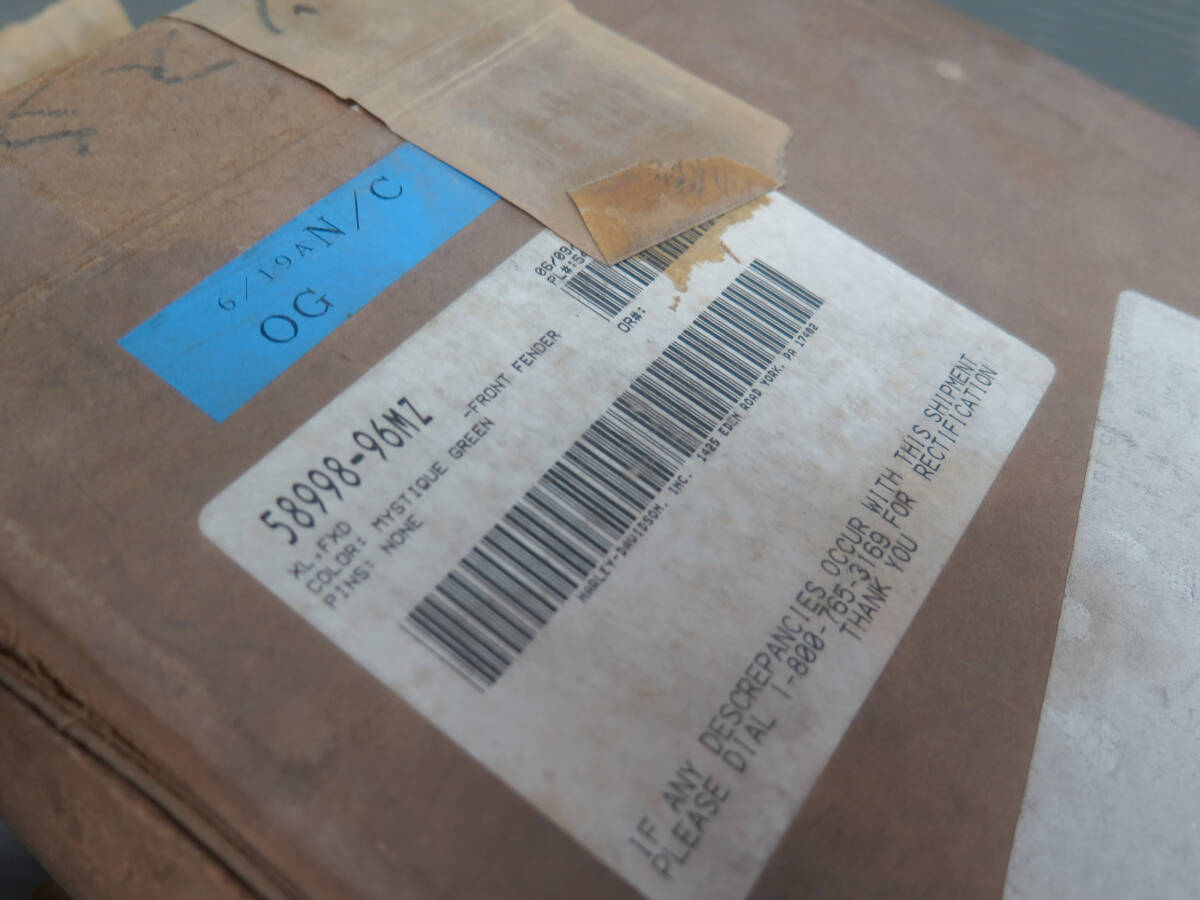 6/19AN/C
OG
06/09
PL#:
OR#:
58998-96MZ
XL,FXD
COLOR: MYSTIQUE GREEN -FRONT FENDER
PINS: NONE
HARLEY-DAVIDSON, INC. 1425 EDEN ROAD YORK, PA 17402
IF ANY DESCREPANCIES OCCUR WITH THIS SHIPMENT
PLEASE DIAL 1-800-765-3169 FOR RECTIFICATION
THANK YOU